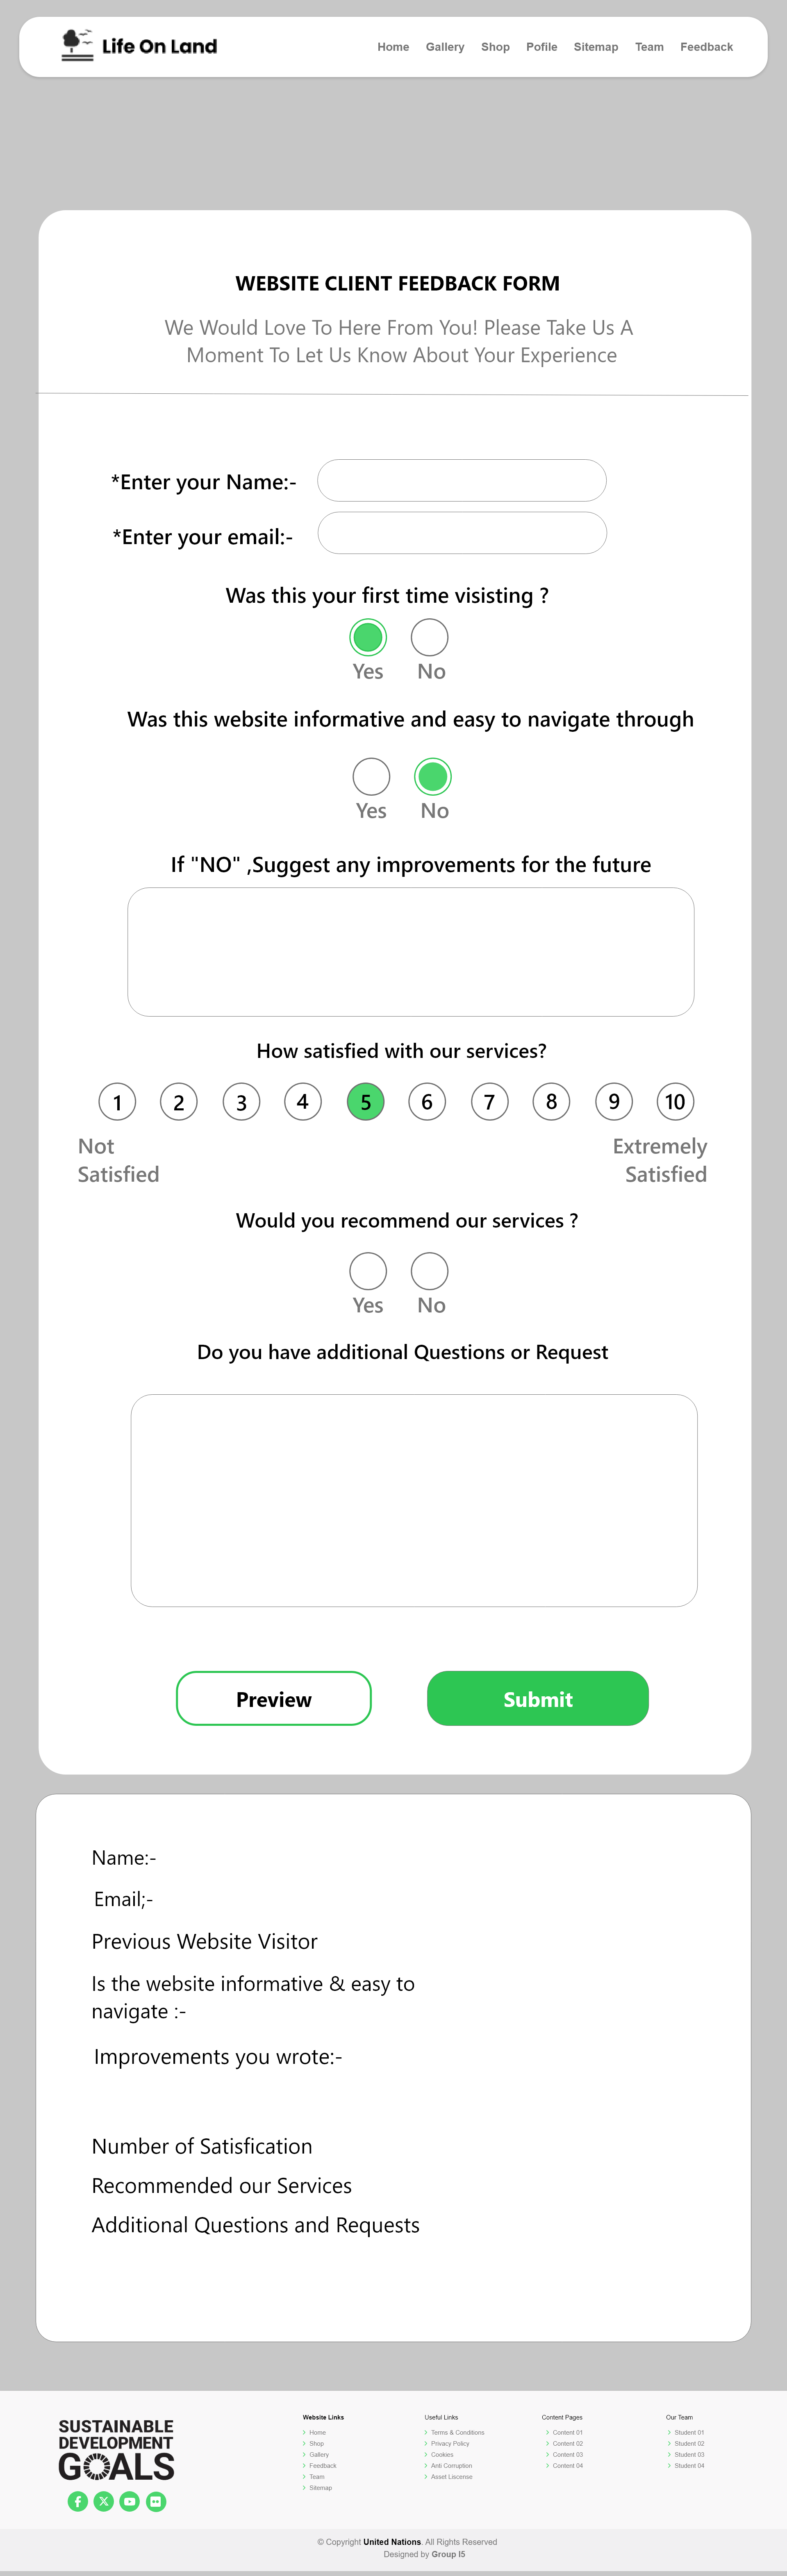 Life On Land
Home Gallery Shop Pofile Sitemap Team Feedback
WEBSITE CLIENT FEEDBACK FORM
We Would Love To Here From You! Please Take Us A
Moment To Let Us Know About Your Experience
*Enter your Name:-
*Enter your email:-
Was this your first time visisting ?
Yes No
Was this website informative and easy to navigate through
Yes No
If "NO" ,Suggest any improvements for the future
How satisfied with our services?
1 2 3 4 5 6 7 8 9 10
Not Extremely
Satisfied Satisfied
Would you recommend our services ?
Yes No
Do you have additional Questions or Request
Preview Submit
Name:-
Email;-
Previous Website Visitor
Is the website informative & easy to
navigate :-
Improvements you wrote:-
Number of Satisfication
Recommended our Services
Additional Questions and Requests
SUSTAINABLE
DEVELOPMENT
GOALS
Website Links
Home
Shop
Gallery
Feedback
Team
Sitemap
Useful Links
Terms & Conditions
Privacy Policy
Cookies
Anti Corruption
Asset Liscense
Content Pages
Content 01
Content 02
Content 03
Content 04
Our Team
Student 01
Student 02
Student 03
Student 04
© Copyright United Nations. All Rights Reserved
Designed by Group I5